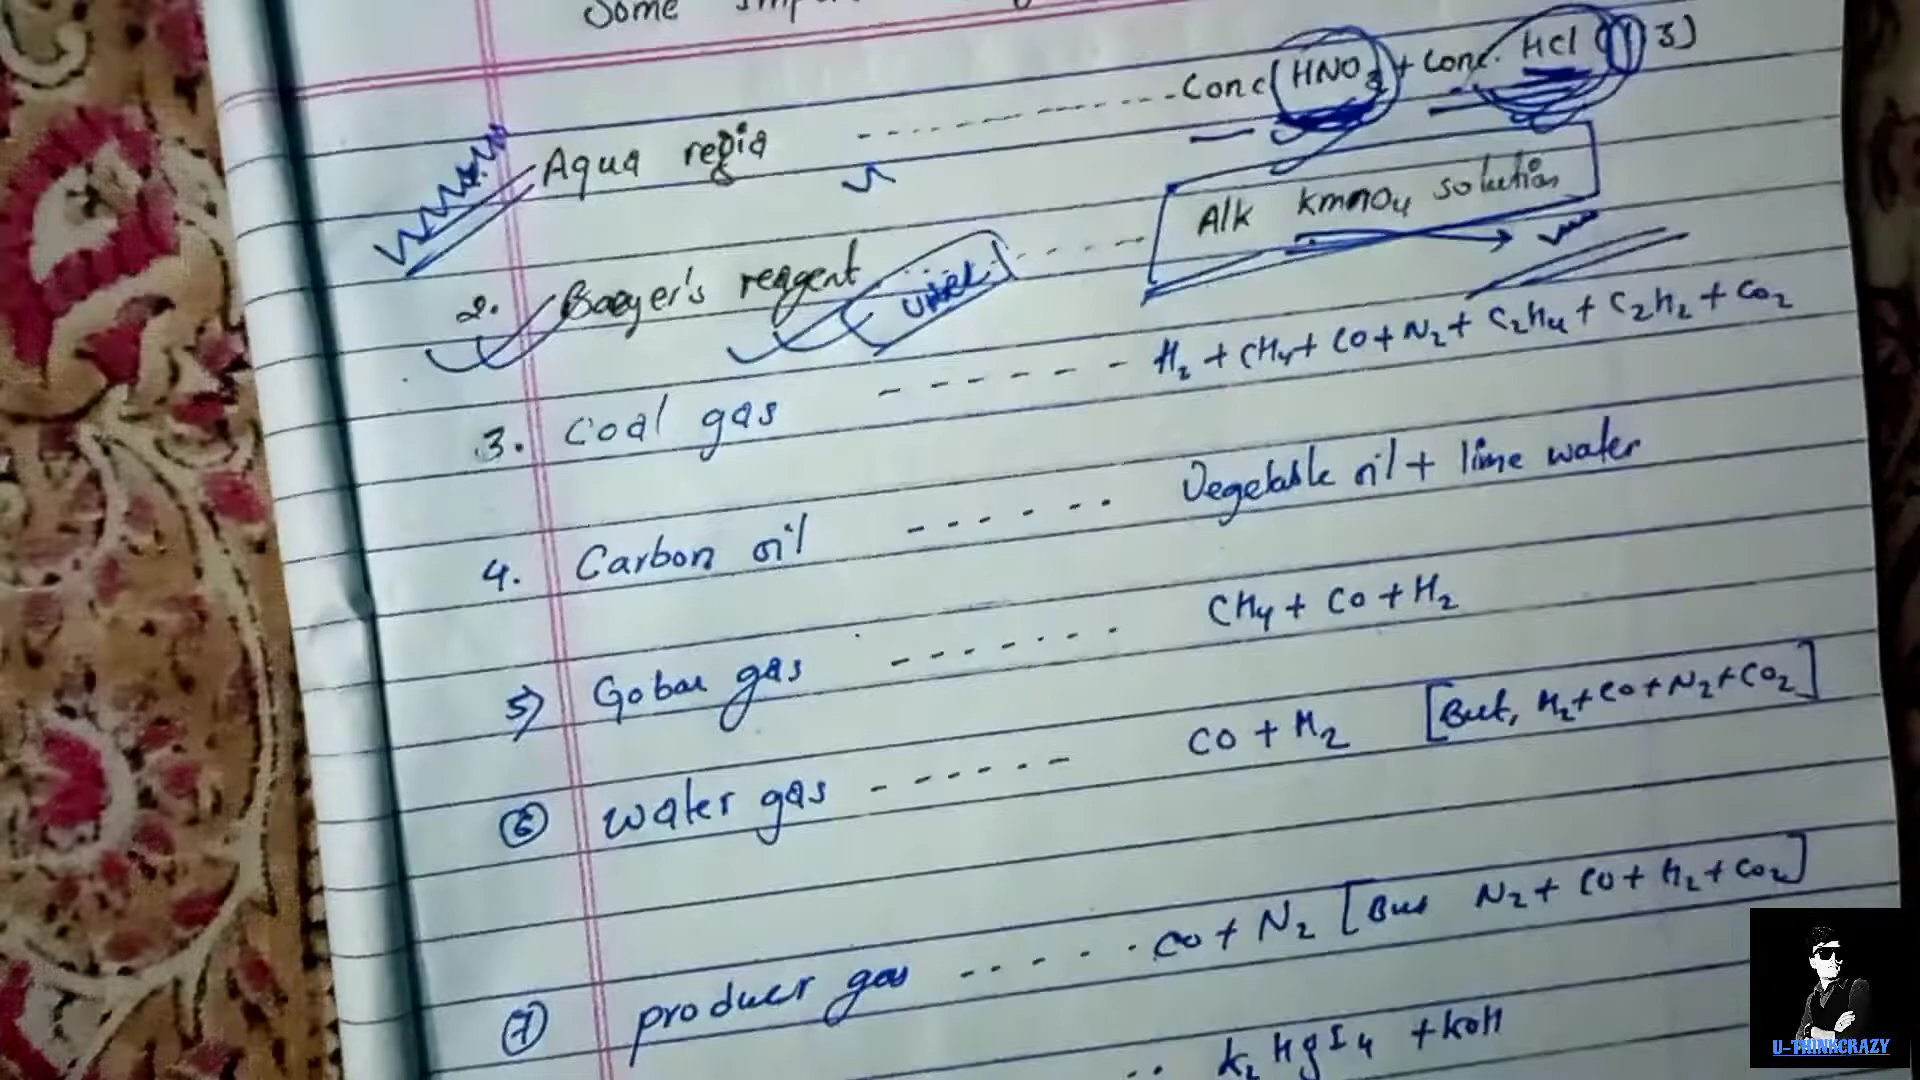 Some
Aqua regia ---------- Conc (HNO3 + Conc. HCl (1:3)
2. Baeyer's reagent ...... Alk kmnO4 solution
3. Coal gas ------- H2 + CH4 + CO + N2 + C2H4 + C2H2 + CO2
4. Carbon oil ...... Vegetable oil + lime water
5) Gobar gas ------- CH4 + CO + H2
6 water gas ------ CO + H2 [But, H2+CO+N2+CO2]
7 producer gas ------ CO + N2 [But N2 + CO + H2 + CO2]
.. K2HgI4 + KOH
U-THINKCRAZY